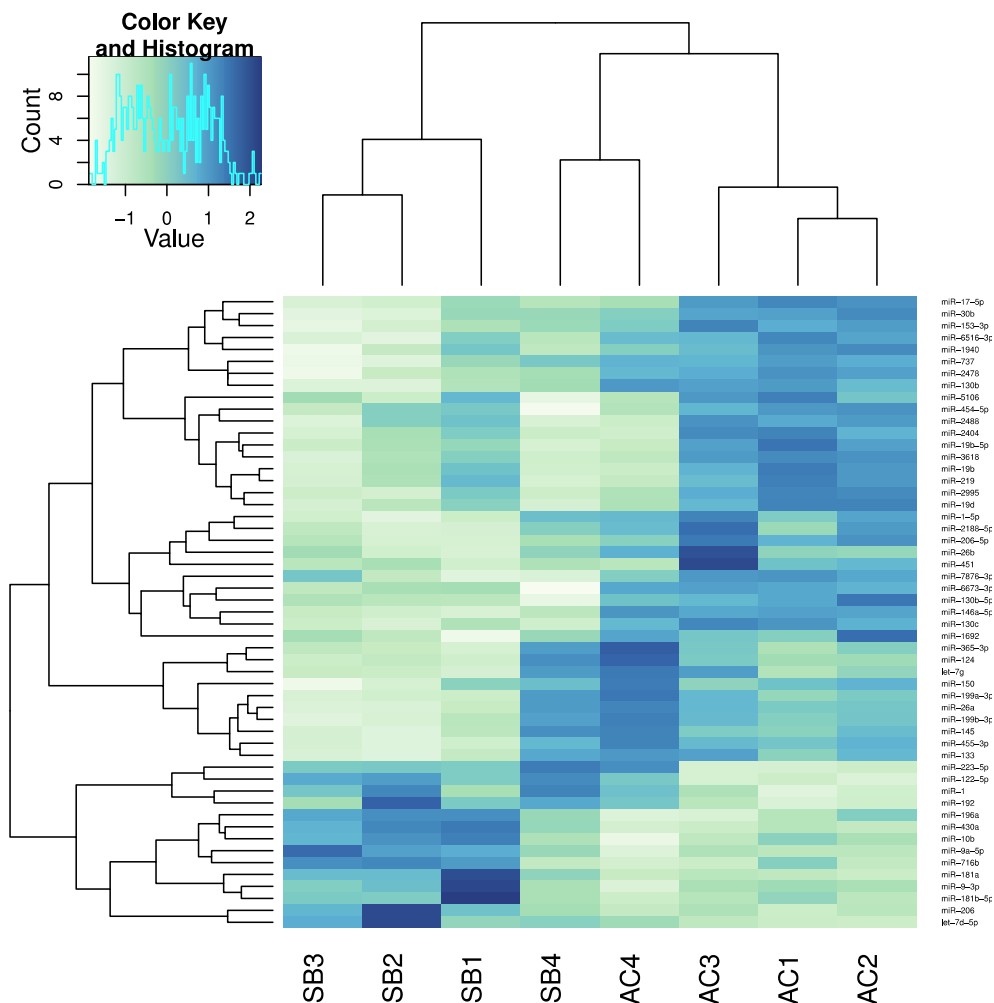 Color Key
and Histogram
Count
0
4
8
−1
0
1
2
Value
miR−17−5p
miR−30b
miR−153−3p
miR−6516−3p
miR−1940
miR−737
miR−2478
miR−130b
miR−5106
miR−454−5p
miR−2488
miR−2404
miR−19b−5p
miR−3618
miR−19b
miR−219
miR−2995
miR−19d
miR−1−5p
miR−2188−5p
miR−206−5p
miR−26b
miR−451
miR−7876−3p
miR−6673−3p
miR−130b−5p
miR−146a−5p
miR−130c
miR−1692
miR−365−3p
miR−124
let−7g
miR−150
miR−199a−3p
miR−26a
miR−199b−3p
miR−145
miR−455−3p
miR−133
miR−223−5p
miR−122−5p
miR−1
miR−192
miR−196a
miR−430a
miR−10b
miR−9a−5p
miR−716b
miR−181a
miR−9−3p
miR−181b−5p
miR−206
let−7d−5p
SB3
SB2
SB1
SB4
AC4
AC3
AC1
AC2